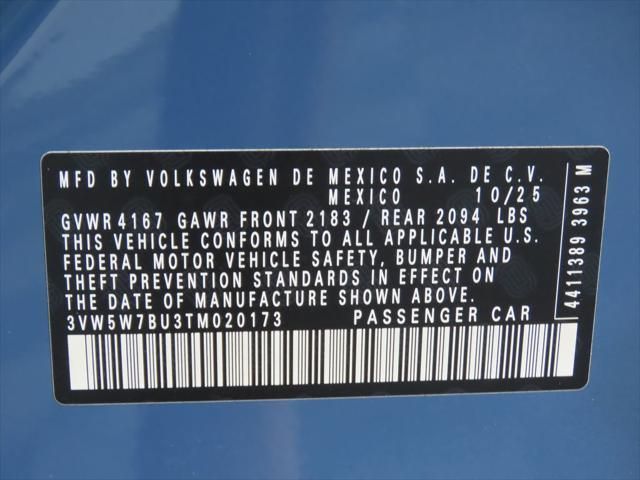 MFD BY VOLKSWAGEN DE MEXICO S.A. DE C.V.
MEXICO 10/25
GVWR 4167 GAWR FRONT 2183 / REAR 2094 LBS
THIS VEHICLE CONFORMS TO ALL APPLICABLE U.S.
FEDERAL MOTOR VEHICLE SAFETY, BUMPER AND
THEFT PREVENTION STANDARDS IN EFFECT ON
THE DATE OF MANUFACTURE SHOWN ABOVE.
3VW5W7BU3TM020173 PASSENGER CAR
4411389 3963 M